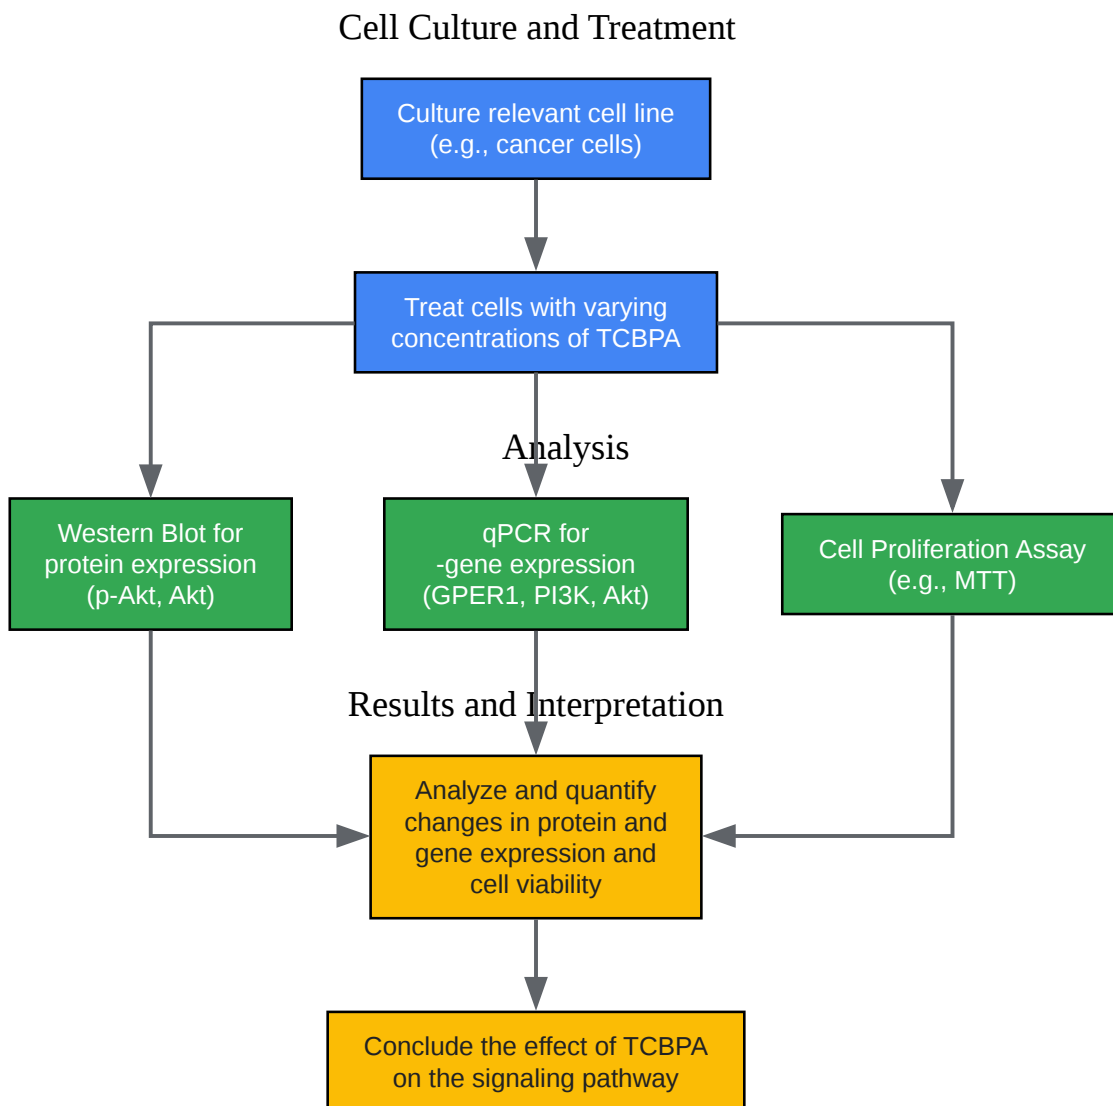 Cell Culture and Treatment
Culture relevant cell line
(e.g., cancer cells)
Treat cells with varying
concentrations of TCBPA
Analysis
Western Blot for
protein expression
(p-Akt, Akt)
qPCR for
-gene expression
(GPER1, PI3K, Akt)
Cell Proliferation Assay
(e.g., MTT)
Results and Interpretation
Analyze and quantify
changes in protein and
gene expression and
cell viability
Conclude the effect of TCBPA
on the signaling pathway